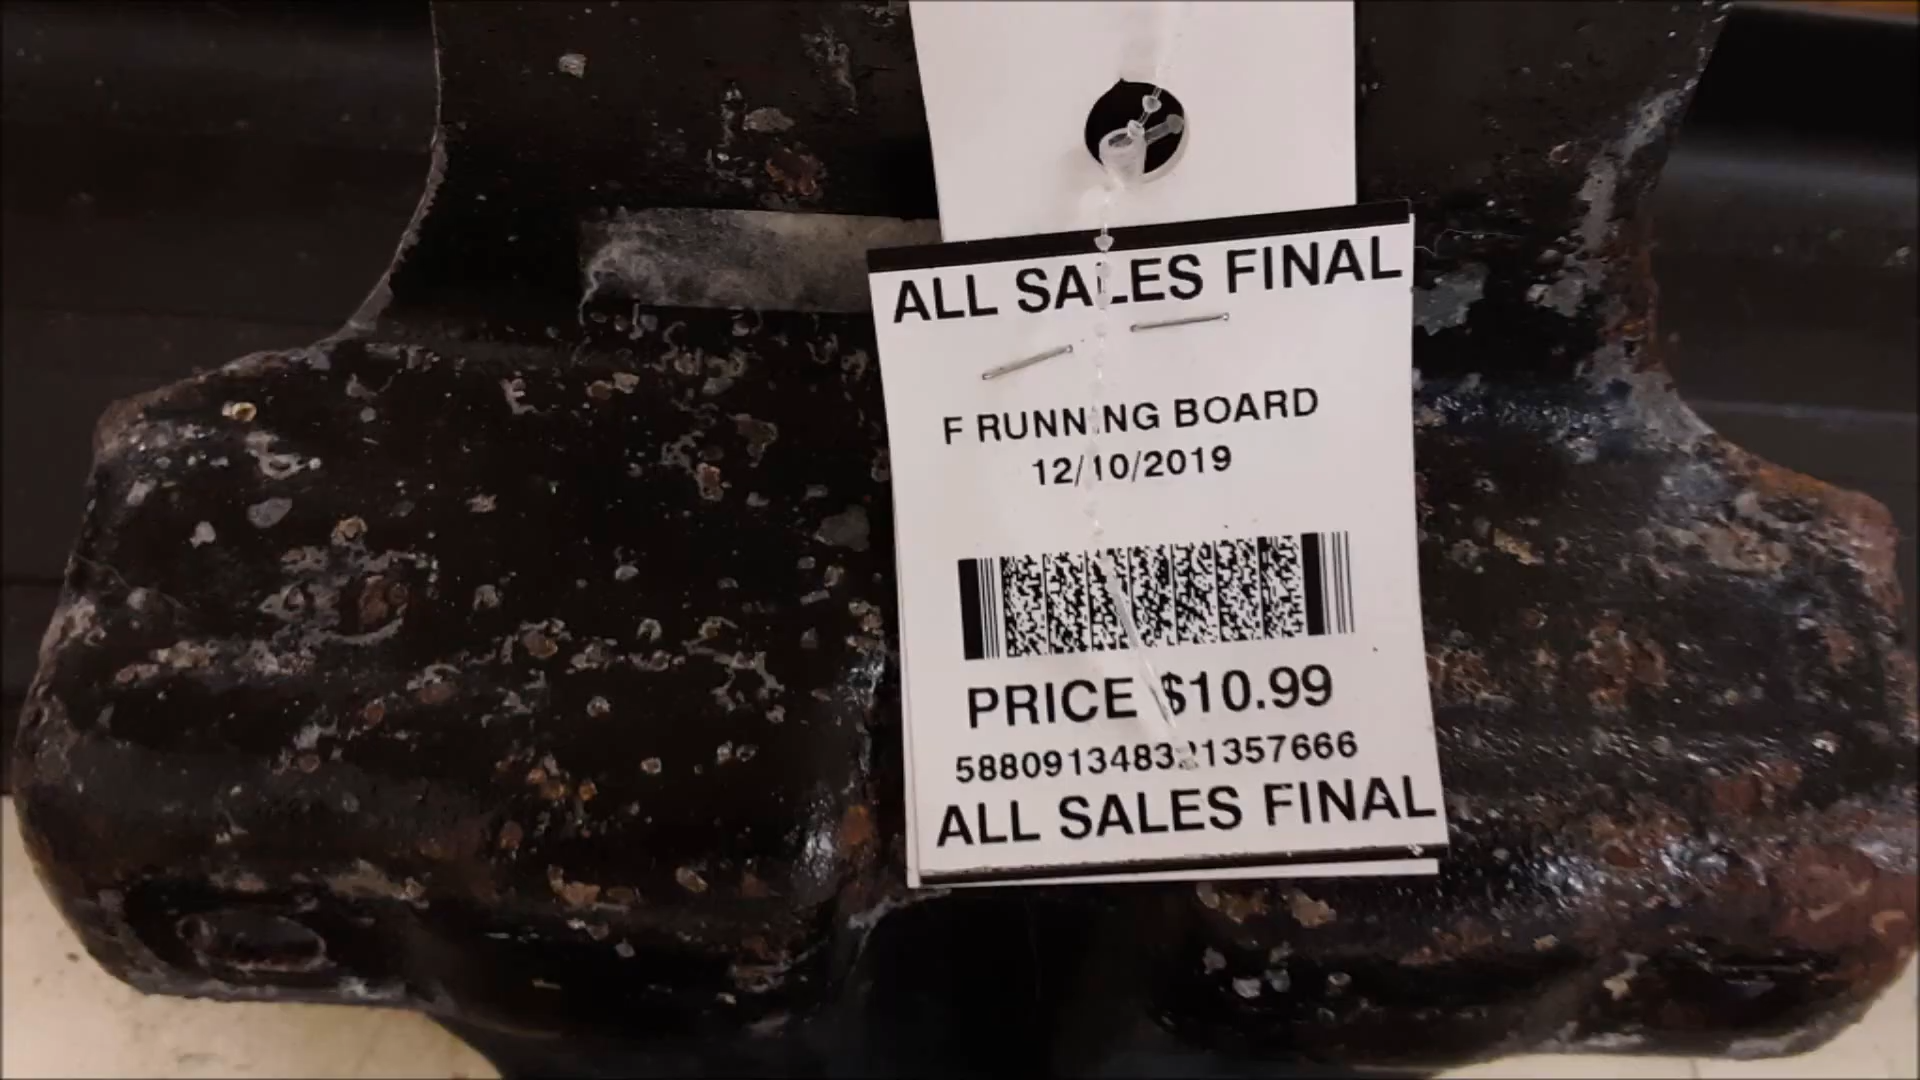 ALL SALES FINAL
F RUNNING BOARD
12/10/2019
PRICE $10.99
ALL SALES FINAL